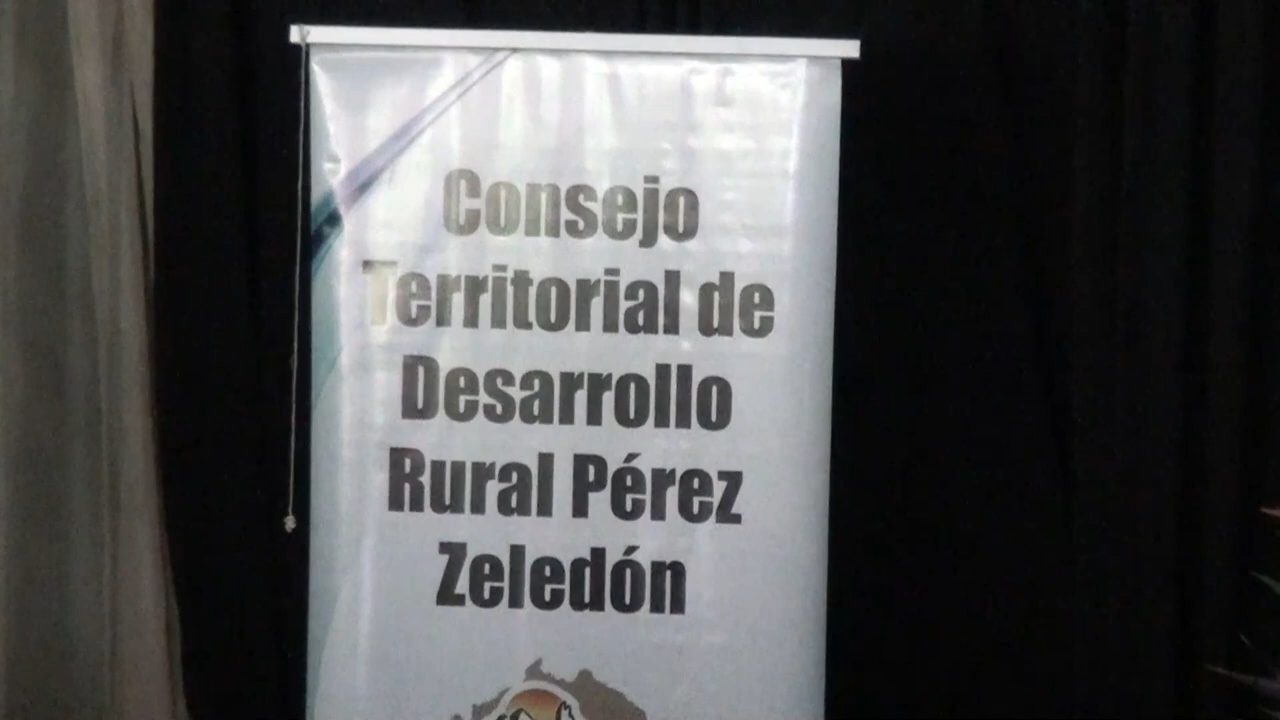 Consejo
Territorial de
Desarrollo
Rural Pérez
Zeledón